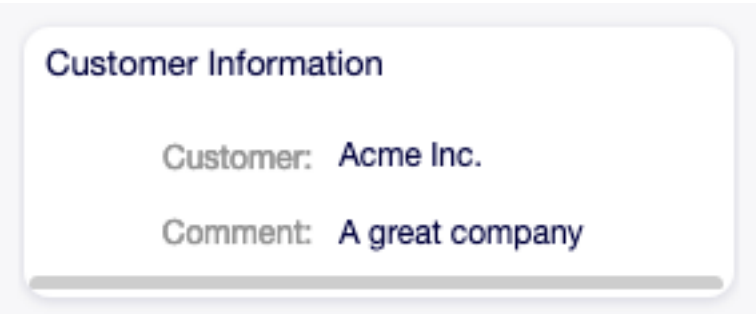 Customer Information
Customer: Acme Inc.
Comment: A great company